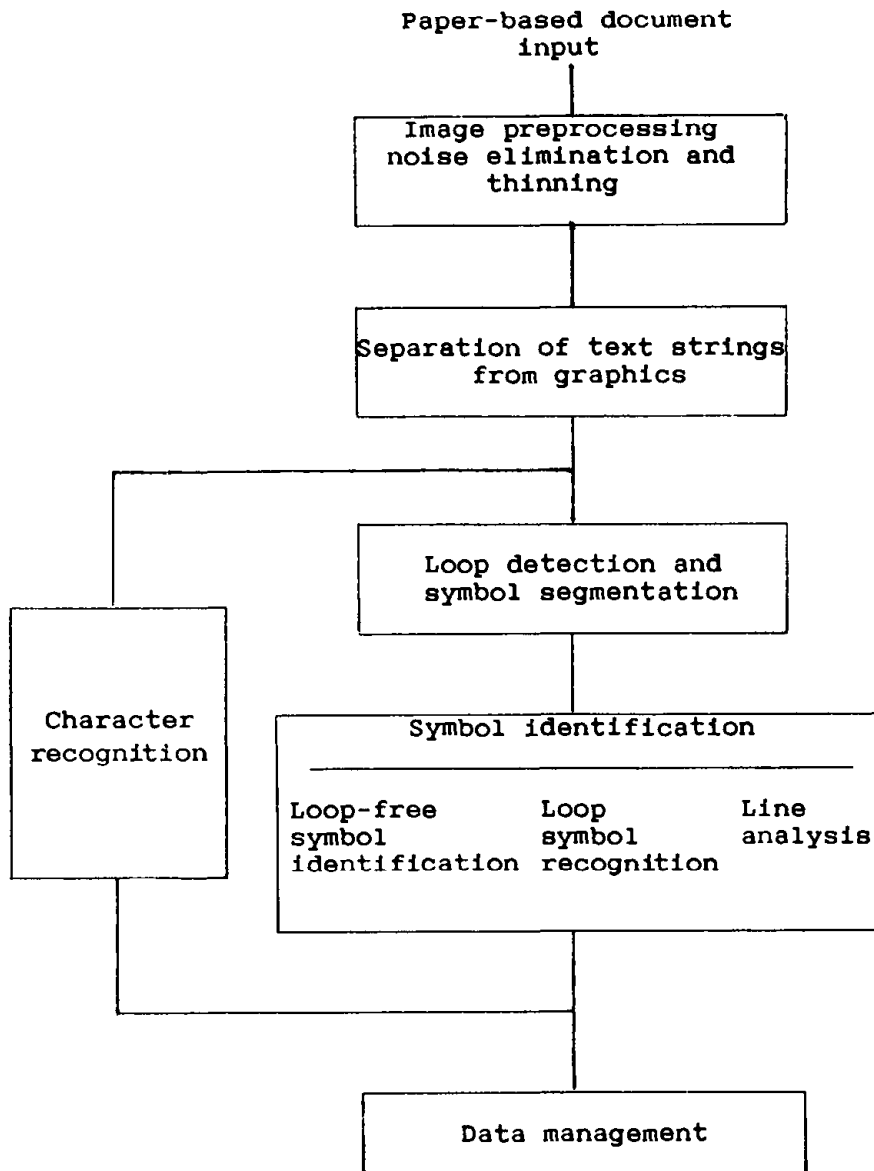 Paper-based document
input
Image preprocessing
noise elimination and
thinning
Separation of text strings
from graphics
Loop detection and
symbol segmentation
Character
recognition
Symbol identification
Loop-free
symbol
identification
Loop
symbol
recognition
Line
analysis
Data management